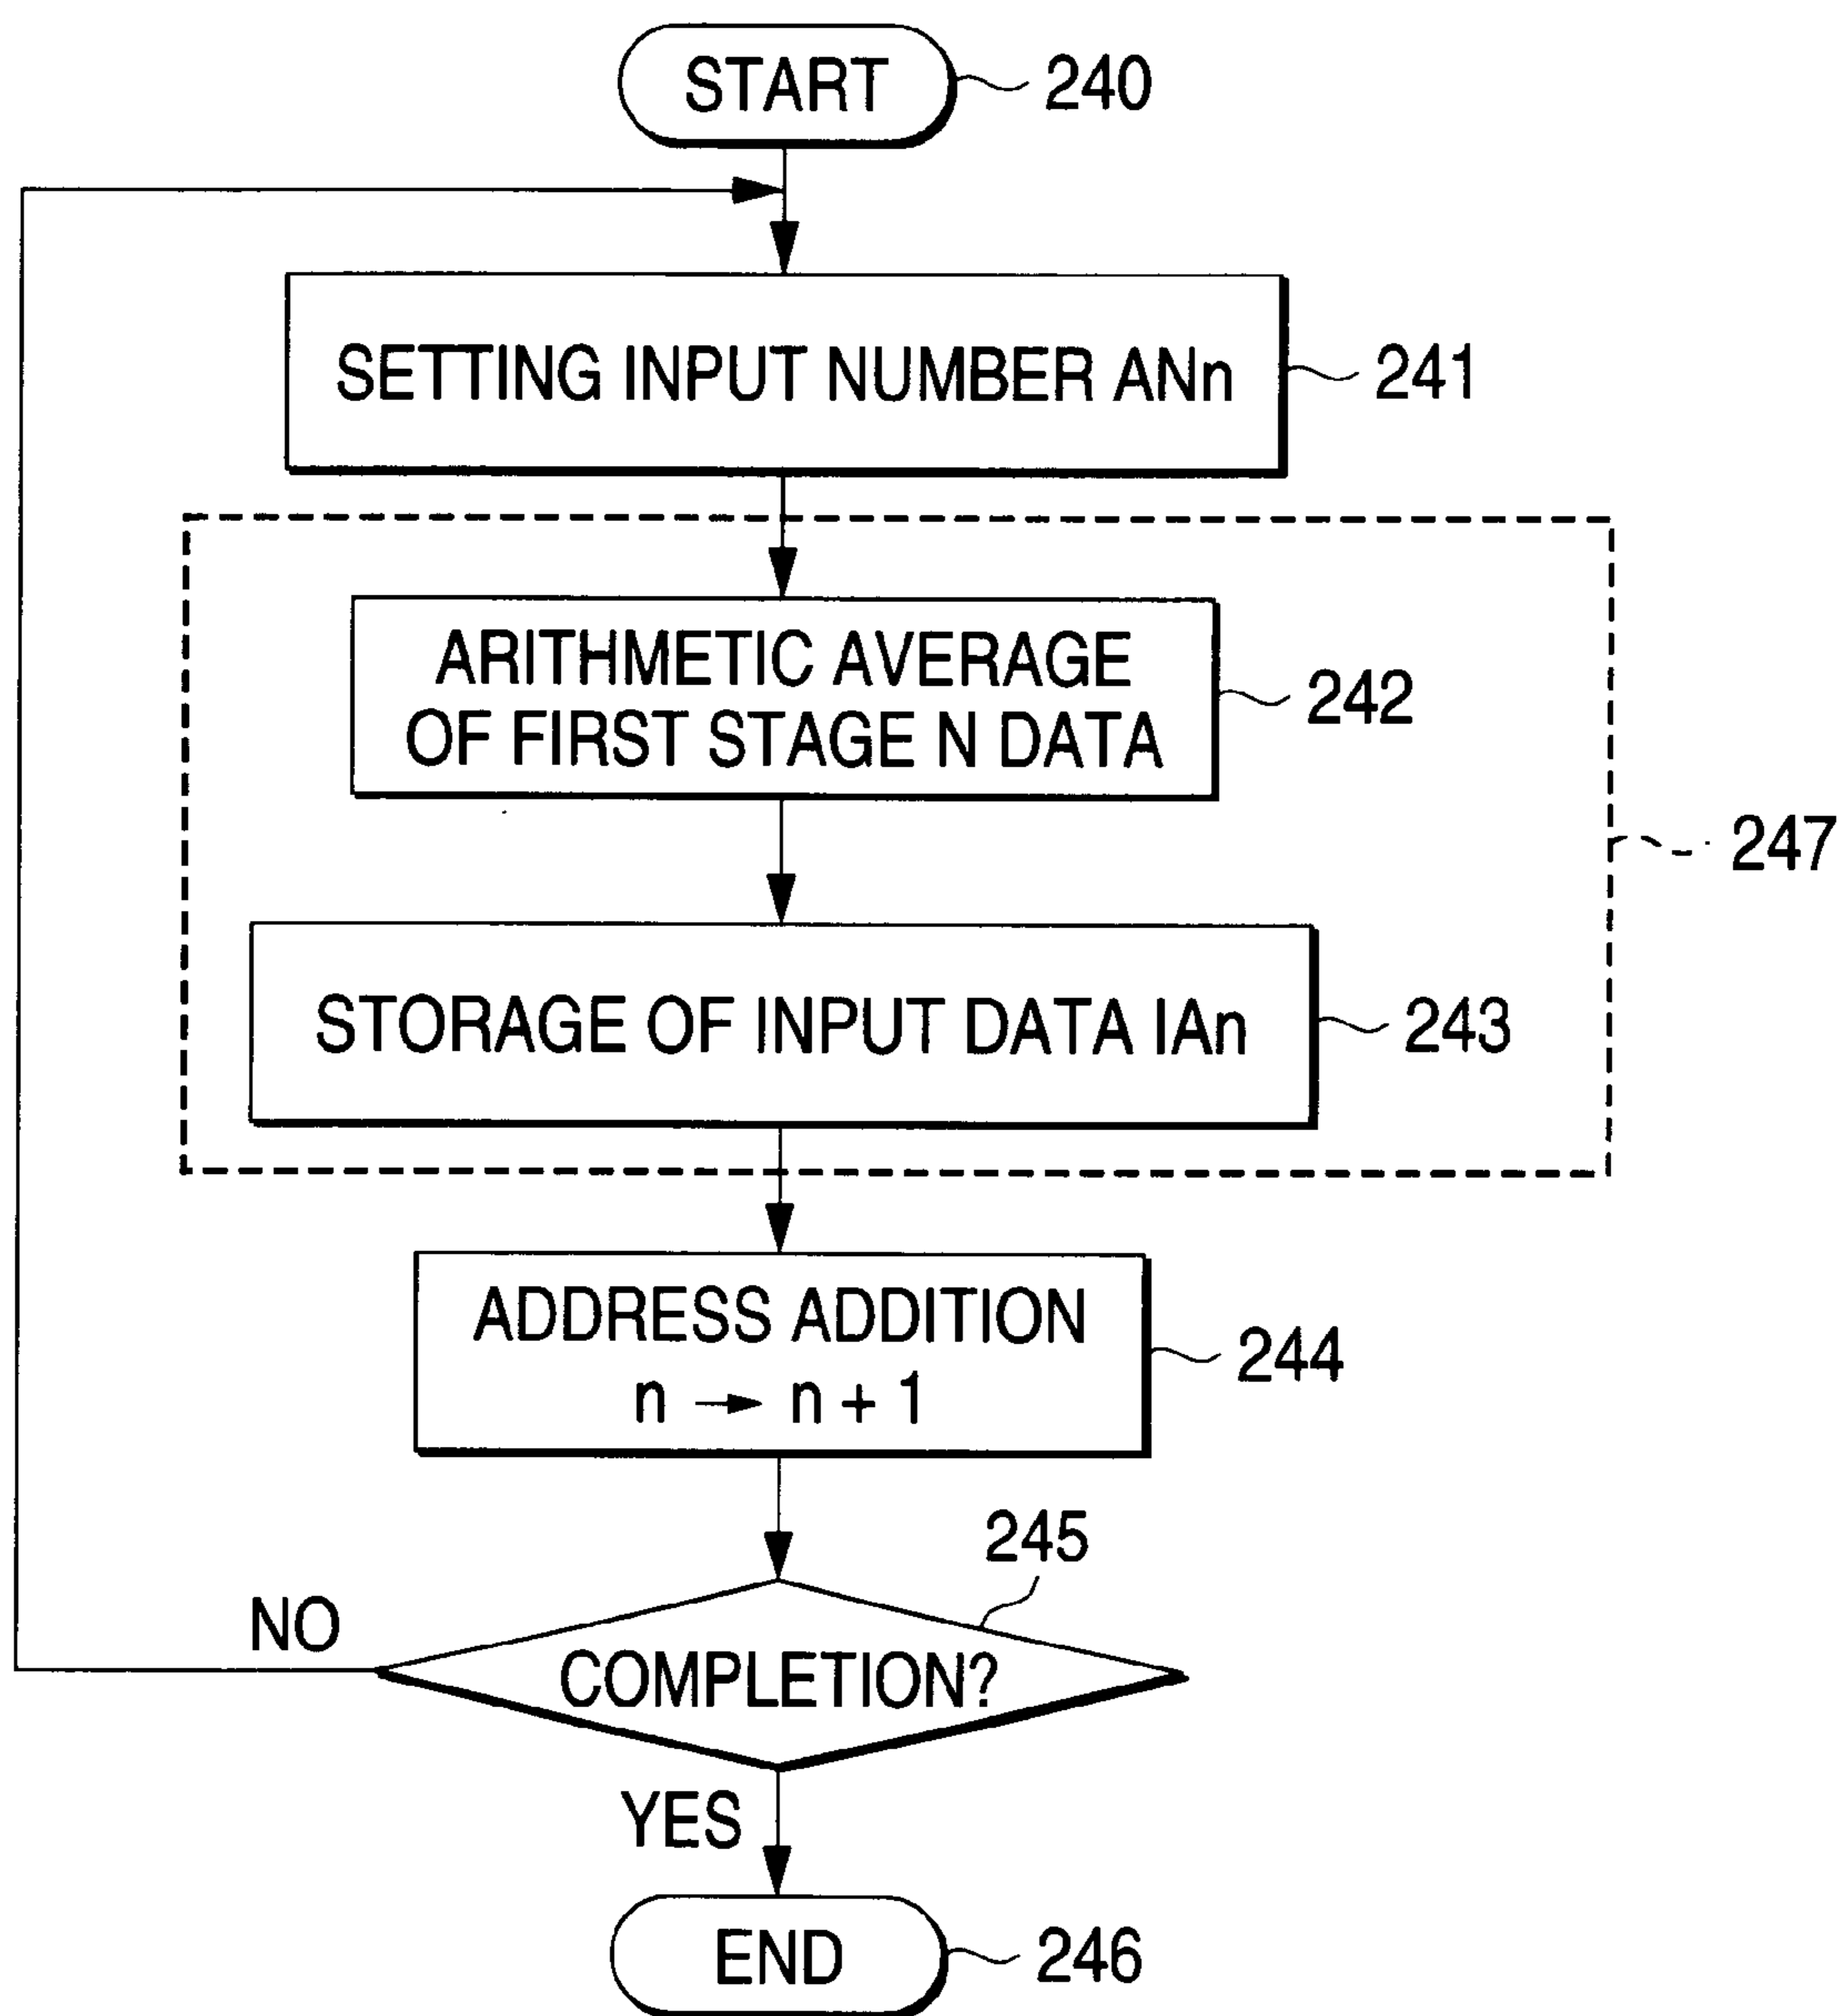 START
240
SETTING INPUT NUMBER ANn
241
ARITHMETIC AVERAGE
OF FIRST STAGE N DATA
242
247
STORAGE OF INPUT DATA IAn
243
ADDRESS ADDITION
n → n + 1
244
245
NO
COMPLETION?
YES
END
246